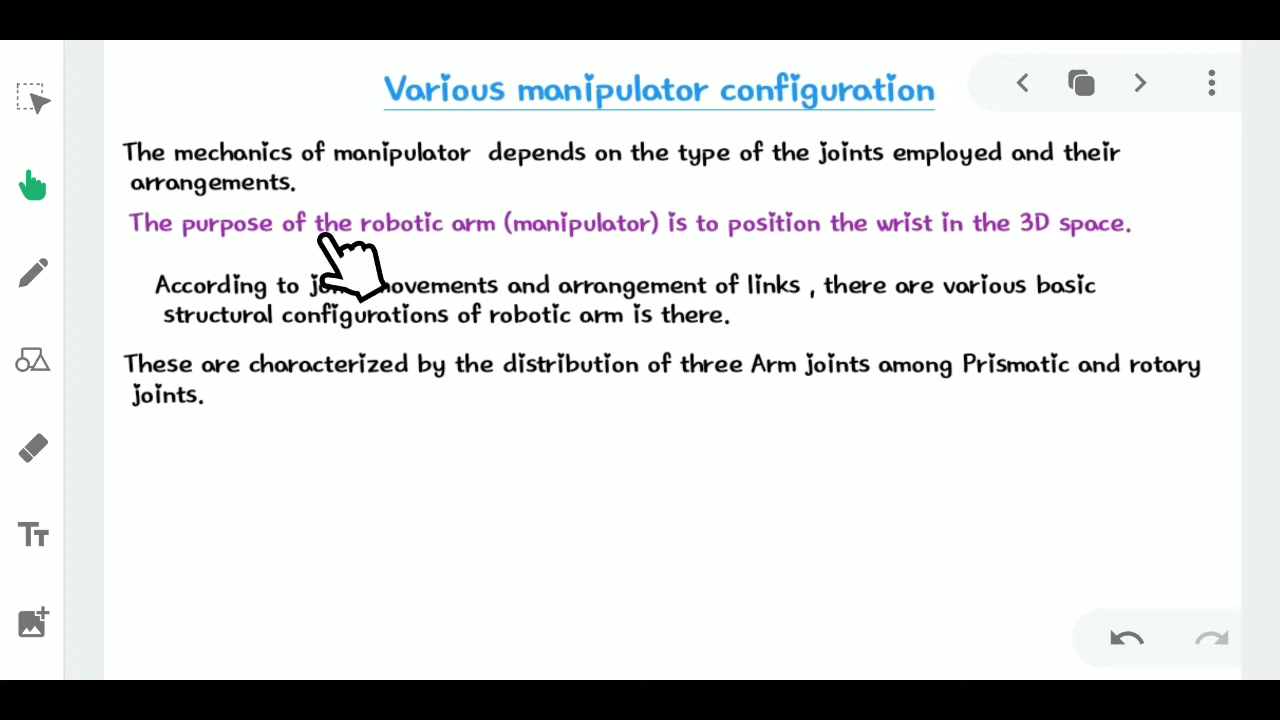 Various manipulator configuration
The mechanics of manipulator depends on the type of the joints employed and their
arrangements.
The purpose of the robotic arm (manipulator) is to position the wrist in the 3D space.
According to movements and arrangement of links , there are various basic
structural configurations of robotic arm is there.
These are characterized by the distribution of three Arm joints among Prismatic and rotary
joints.
TT